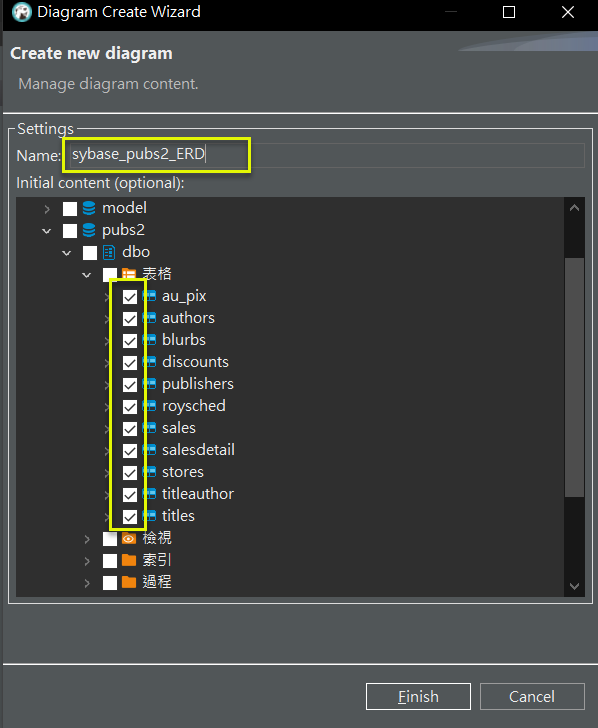 Diagram Create Wizard
Create new diagram
Manage diagram content.
Settings
Name: sybase_pubs2_ERD
Initial content (optional):
model
pubs2
dbo
表格
au_pix
authors
blurbs
discounts
publishers
roysched
sales
salesdetail
stores
titleauthor
titles
檢視
索引
過程
Finish
Cancel